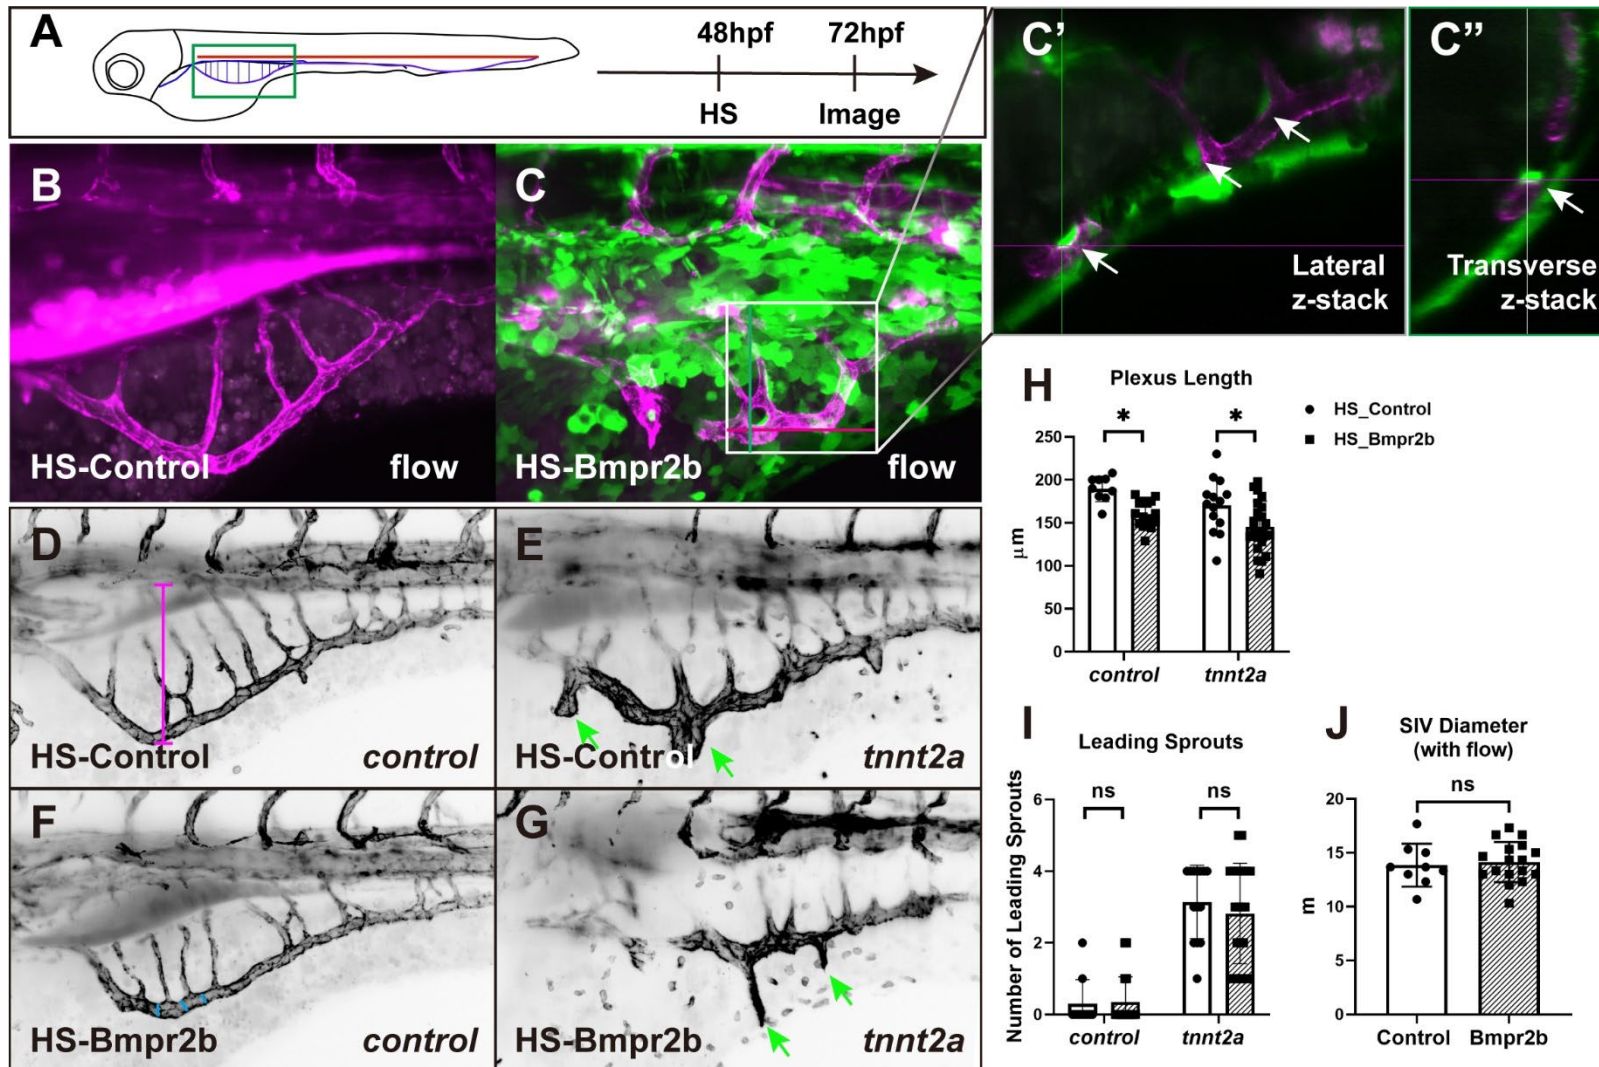 A
48hpf
72hpf
HS
Image
B
HS-Control
flow
C
HS-Bmpr2b
flow
C'
Lateral
z-stack
C"
Transverse
z-stack
D
HS-Control
control
E
HS-Control
tnnt2a
F
HS-Bmpr2b
control
G
HS-Bmpr2b
tnnt2a
H
Plexus Length
HS_Control
HS_Bmpr2b
*
*
250
200
150
100
50
0
μm
control
tnnt2a
I
Leading Sprouts
ns
ns
6
4
2
0
Number of Leading Sprouts
control
tnnt2a
J
SIV Diameter
(with flow)
ns
20
15
10
5
0
m
Control
Bmpr2b